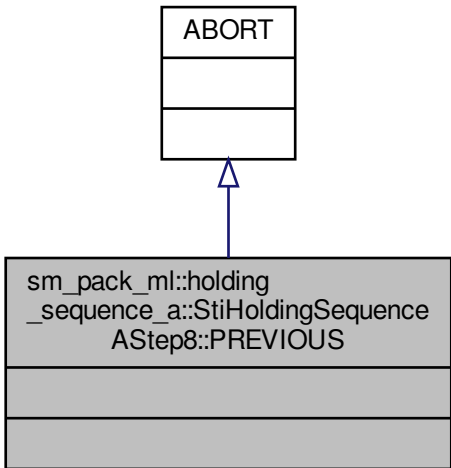 ABORT
sm_pack_ml::holding
_sequence_a::StiHoldingSequence
AStep8::PREVIOUS